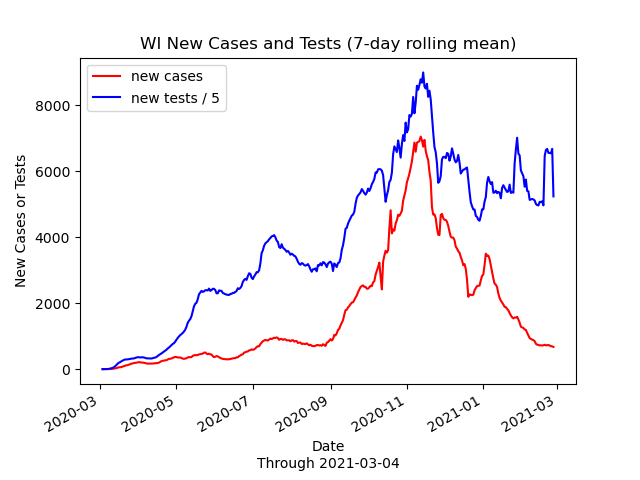 WI New Cases and Tests (7-day rolling mean)
new cases
new tests / 5
New Cases or Tests
8000
6000
4000
2000
0
2020-03
2020-05
2020-07
2020-09
2020-11
2021-01
2021-03
Date
Through 2021-03-04